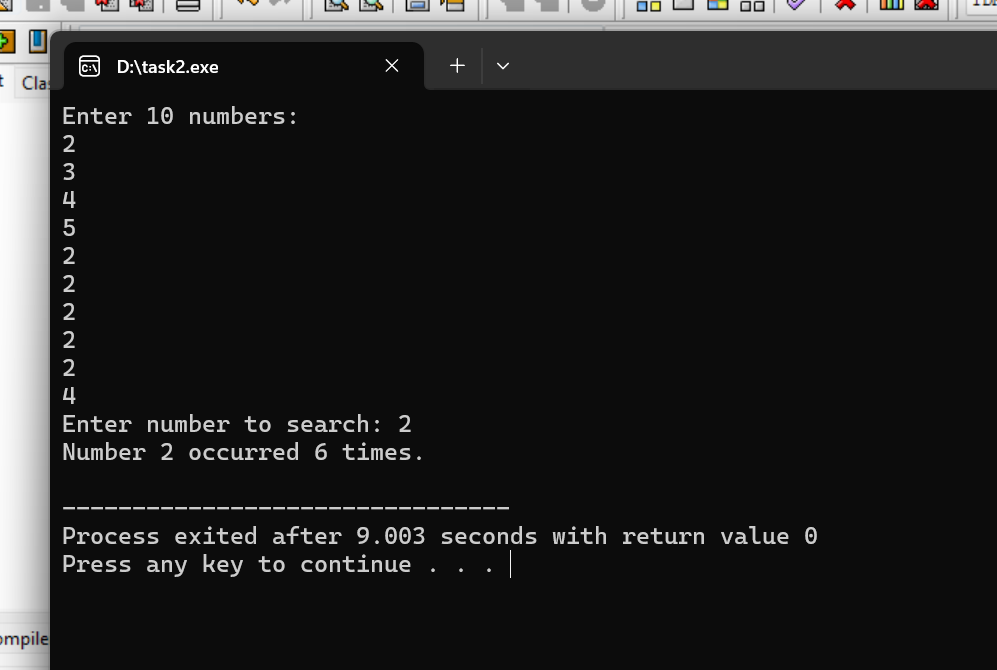 D:\task2.exe
Enter 10 numbers:
2
3
4
5
2
2
2
2
2
4
Enter number to search: 2
Number 2 occurred 6 times.
--------------------------------
Process exited after 9.003 seconds with return value 0
Press any key to continue . . .